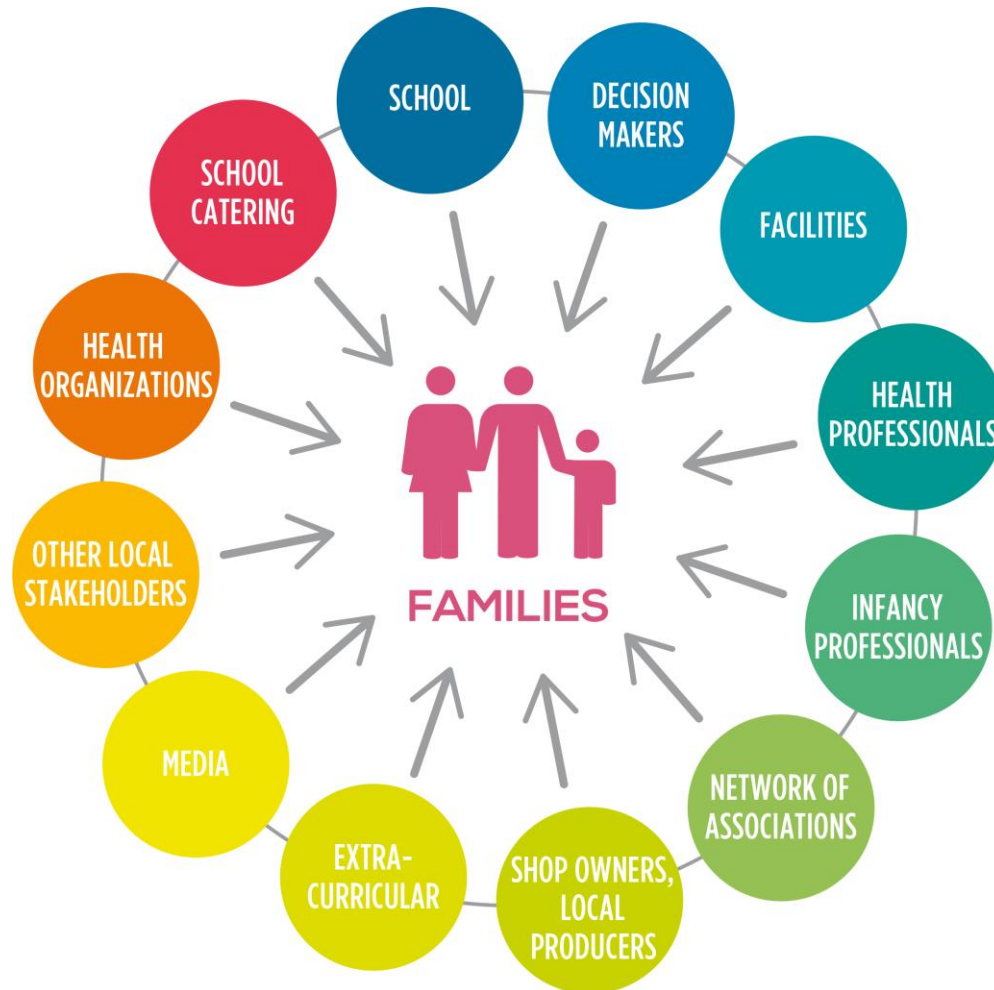 SCHOOL
DECISION
MAKERS
FACILITIES
HEALTH
PROFESSIONALS
INFANCY
PROFESSIONALS
NETWORK OF
ASSOCIATIONS
SHOP OWNERS,
LOCAL
PRODUCERS
EXTRA-
CURRICULAR
MEDIA
OTHER LOCAL
STAKEHOLDERS
HEALTH
ORGANIZATIONS
SCHOOL
CATERING
FAMILIES